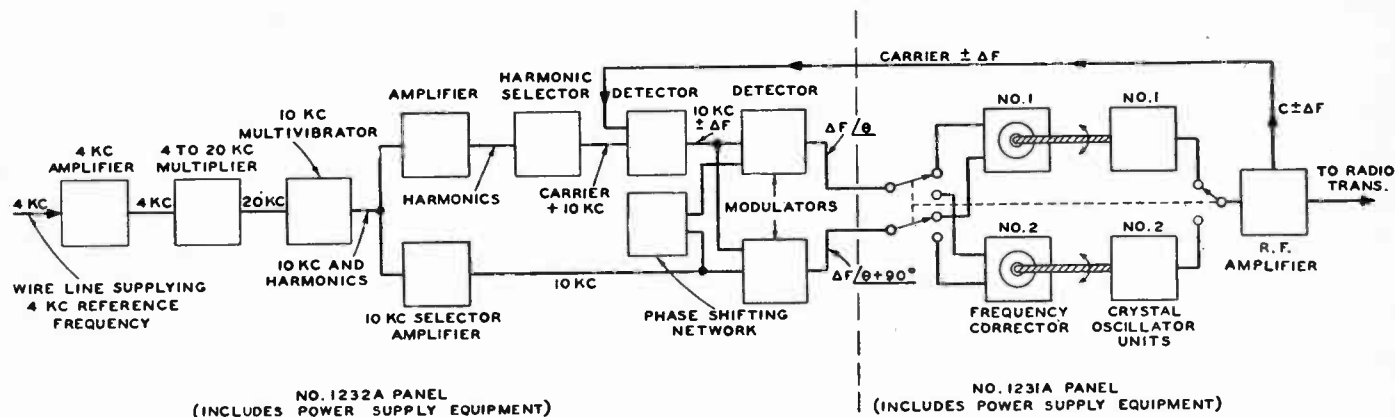 CARRIER ± ΔF
HARMONIC
SELECTOR
DETECTOR
DETECTOR
AMPLIFIER
10 KC
± ΔF
NO.1
NO.1
C±ΔF
10 KC
MULTIVIBRATOR
4 KC
AMPLIFIER
4 TO 20 KC
MULTIPLIER
ΔF/θ
TO RADIO
TRANS.
4 KC
4KC
20KC
HARMONICS
CARRIER
+ 10 KC
MODULATORS
NO.2
NO.2
R.F.
AMPLIFIER
10 KC AND
HARMONICS
10 KC
ΔF/θ+90°
WIRE LINE SUPPLYING
4 KC REFERENCE
FREQUENCY
10 KC SELECTOR
AMPLIFIER
PHASE SHIFTING
NETWORK
FREQUENCY
CORRECTOR
CRYSTAL
OSCILLATOR
UNITS
NO. 1232A PANEL
(INCLUDES POWER SUPPLY EQUIPMENT)
NO. 1231A PANEL
(INCLUDES POWER SUPPLY EQUIPMENT)